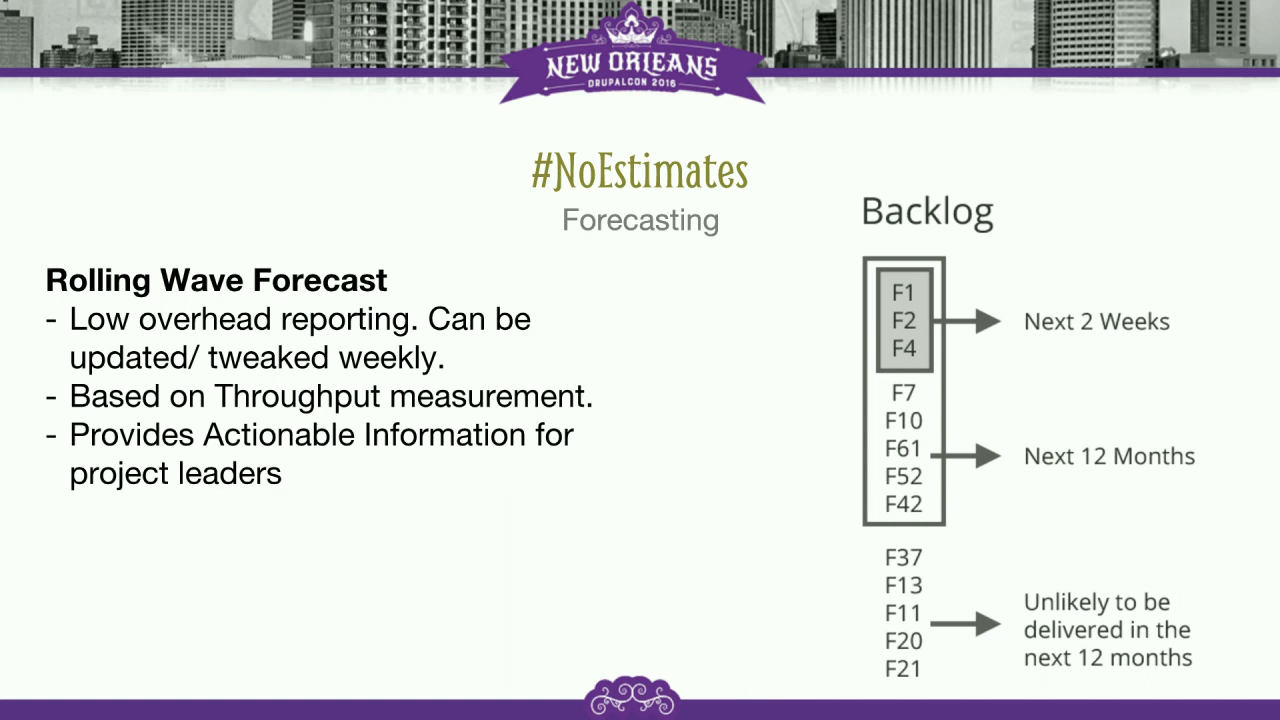 NEW ORLEANS
DRUPALCON 2016
#NoEstimates
Forecasting
Rolling Wave Forecast
- Low overhead reporting. Can be
updated/ tweaked weekly.
- Based on Throughput measurement.
- Provides Actionable Information for
project leaders
Backlog
F1
F2
F4
Next 2 Weeks
F7
F10
F61
F52
F42
Next 12 Months
F37
F13
F11
F20
F21
Unlikely to be
delivered in the
next 12 months